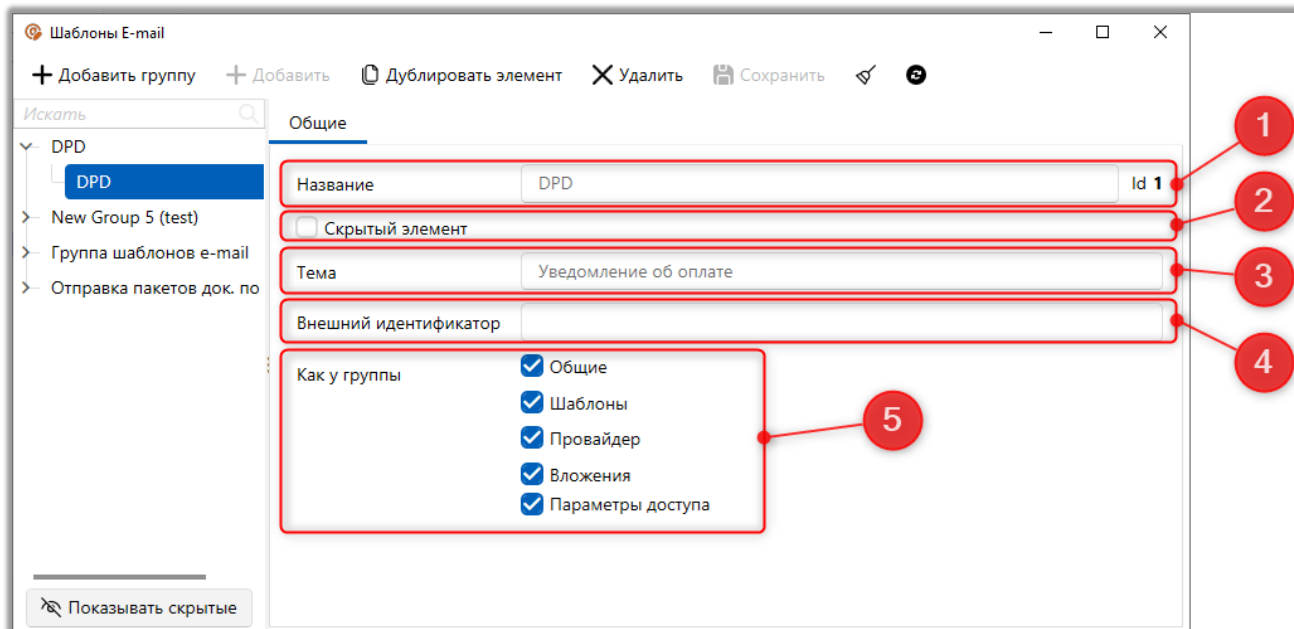 Шаблоны E-mail
Добавить группу Добавить Дублировать элемент Удалить Сохранить
Искать
DPD
DPD
New Group 5 (test)
Группа шаблонов e-mail
Отправка пакетов док. по
Показывать скрытые
Общие
Название DPD Id 1
Скрытый элемент
Тема Уведомление об оплате
Внешний идентификатор
Как у группы
Общие
Шаблоны
Провайдер
Вложения
Параметры доступа
1
2
3
4
5